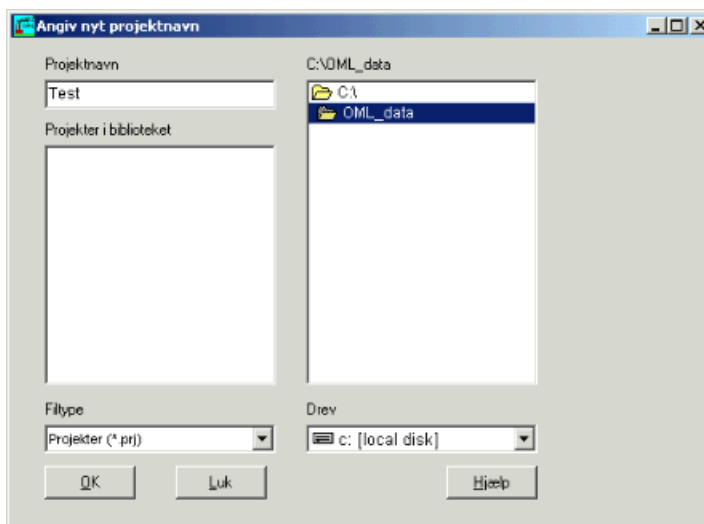 Angiv nyt projektnavn
Projektnavn
Test
Projekter i biblioteket
Filtype
Projekter (*.prj)
OK
Luk
C:\OML_data
C:\
OML_data
Drev
c: [local disk]
Hjælp